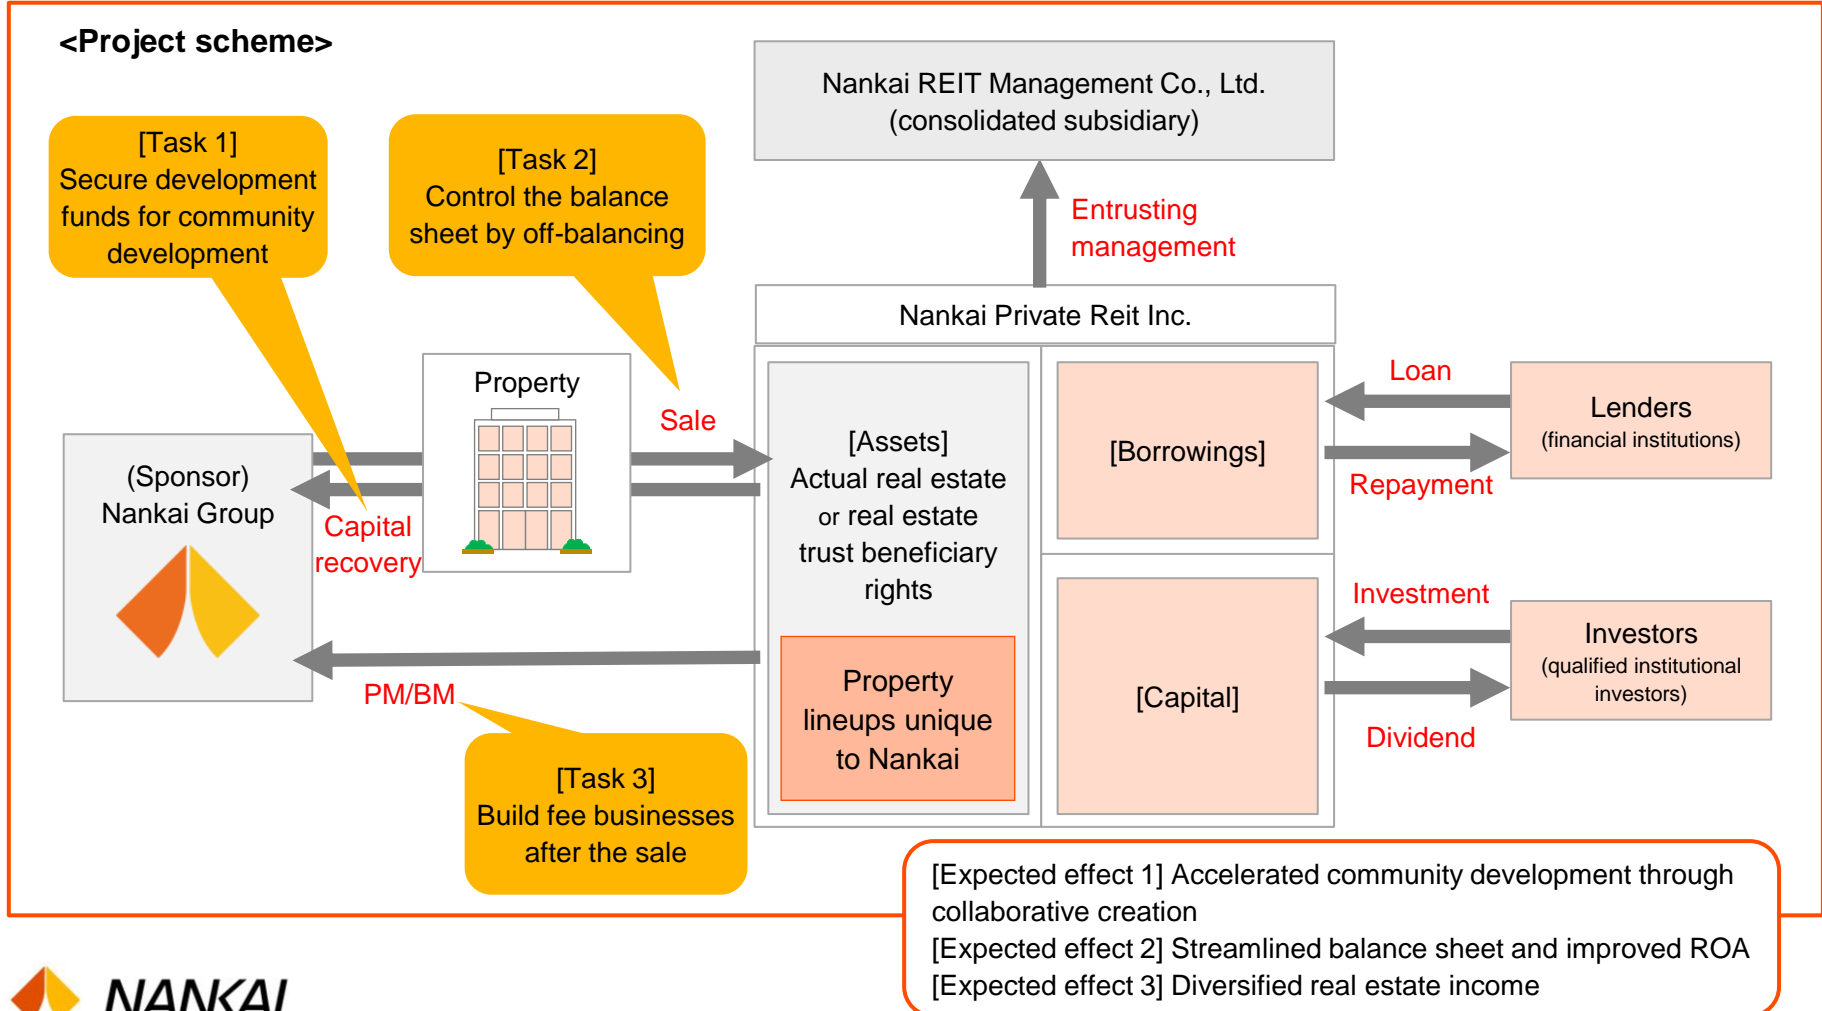 <Project scheme>
Nankai REIT Management Co., Ltd.
(consolidated subsidiary)
[Task 1]
Secure development
funds for community
development
[Task 2]
Control the balance
sheet by off-balancing
Entrusting
management
Nankai Private Reit Inc.
Property
Sale
(Sponsor)
Nankai Group
Capital
recovery
[Assets]
Actual real estate
or real estate
trust beneficiary
rights
Property
lineups unique
to Nankai
[Borrowings]
Loan
Repayment
Lenders
(financial institutions)
[Capital]
Investment
Dividend
Investors
(qualified institutional
investors)
PM/BM
[Task 3]
Build fee businesses
after the sale
[Expected effect 1] Accelerated community development through
collaborative creation
[Expected effect 2] Streamlined balance sheet and improved ROA
[Expected effect 3] Diversified real estate income
NANKAI